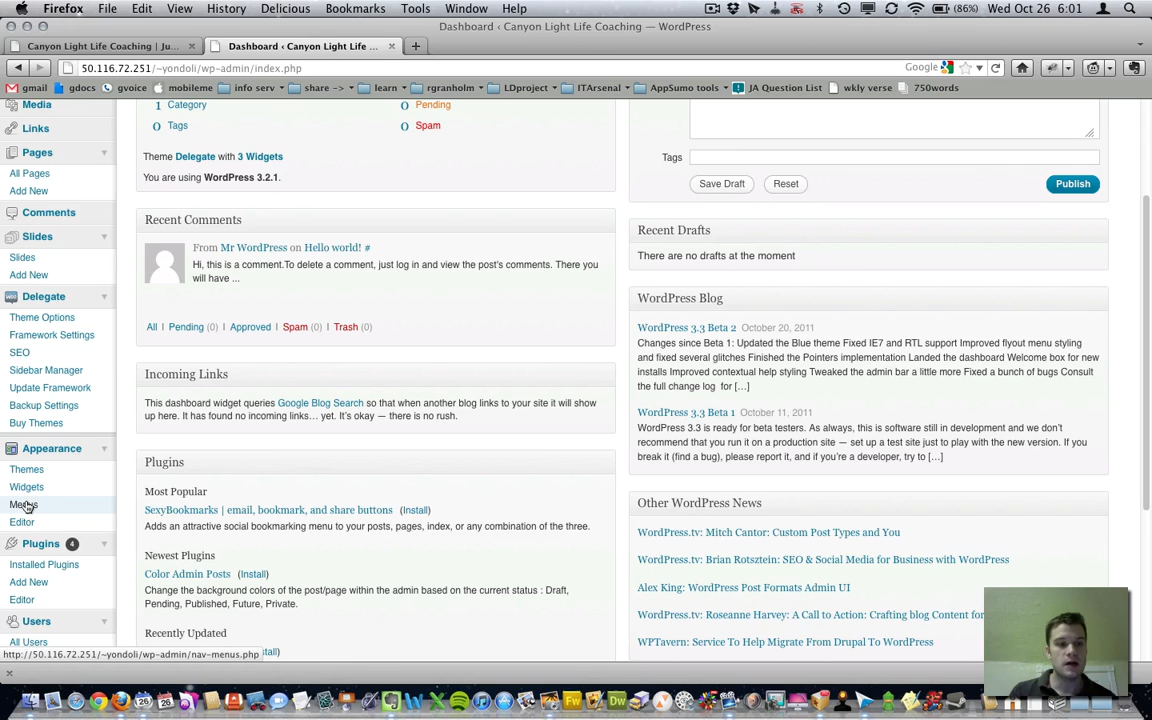 Firefox File Edit View History Delicious Bookmarks Tools Window Help (86%) Wed Oct 26 6:01
Dashboard ‹ Canyon Light Life Coaching — WordPress
Canyon Light Life Coaching | Ju... Dashboard ‹ Canyon Light Life ...
50.116.72.251/~yondoli/wp-admin/index.php Google
gmail gdocs gvoice mobileme info serv share -> learn rgranholm LDproject ITArsenal AppSumo tools JA Question List wkly verse 750words
Media
Links
Pages
All Pages
Add New
Comments
Slides
Slides
Add New
Delegate
Theme Options
Framework Settings
SEO
Sidebar Manager
Update Framework
Backup Settings
Buy Themes
Appearance
Themes
Widgets
Menus
Editor
Plugins 4
Installed Plugins
Add New
Editor
Users
All Users
http://50.116.72.251/~yondoli/wp-admin/nav-menus.php
1 Category 0 Pending
0 Tags 0 Spam
Theme Delegate with 3 Widgets
You are using WordPress 3.2.1.
Recent Comments
From Mr WordPress on Hello world! #
Hi, this is a comment.To delete a comment, just log in and view the post's comments. There you
will have ...
All | Pending (0) | Approved | Spam (0) | Trash (0)
Incoming Links
This dashboard widget queries Google Blog Search so that when another blog links to your site it will show
up here. It has found no incoming links… yet. It's okay — there is no rush.
Plugins
Most Popular
SexyBookmarks | email, bookmark, and share buttons (Install)
Adds an attractive social bookmarking menu to your posts, pages, index, or any combination of the three.
Newest Plugins
Color Admin Posts (Install)
Change the background colors of the post/page within the admin based on the current status : Draft,
Pending, Published, Future, Private.
Recently Updated
Tags
Save Draft Reset Publish
Recent Drafts
There are no drafts at the moment
WordPress Blog
WordPress 3.3 Beta 2 October 20, 2011
Changes since Beta 1: Updated the Blue theme Fixed IE7 and RTL support Improved flyout menu styling
and fixed several glitches Finished the Pointers implementation Landed the dashboard Welcome box for new
installs Improved contextual help styling Tweaked the admin bar a little more Fixed a bunch of bugs Consult
the full change log for […]
WordPress 3.3 Beta 1 October 11, 2011
WordPress 3.3 is ready for beta testers. As always, this is software still in development and we don't
recommend that you run it on a production site — set up a test site just to play with the new version. If you
break it (find a bug), please report it, and if you're a developer, try to […]
Other WordPress News
WordPress.tv: Mitch Cantor: Custom Post Types and You
WordPress.tv: Brian Rotsztein: SEO & Social Media for Business with WordPress
Alex King: WordPress Post Formats Admin UI
WordPress.tv: Roseanne Harvey: A Call to Action: Crafting blog Content for
WPTavern: Service To Help Migrate From Drupal To WordPress